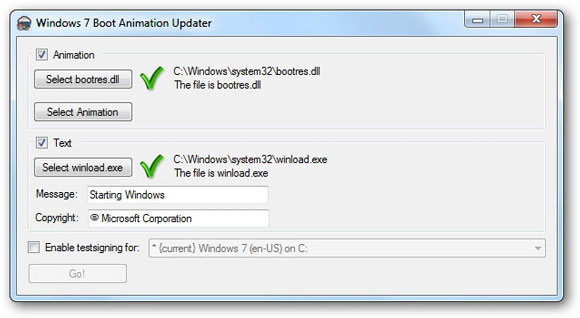 Windows 7 Boot Animation Updater
Animation
Select bootres.dll
C:\Windows\system32\bootres.dll
The file is bootres.dll
Select Animation
Text
Select winload.exe
C:\Windows\system32\winload.exe
The file is winload.exe
Message: Starting Windows
Copyright: © Microsoft Corporation
Enable testsigning for: * {current} Windows 7 (en-US) on C:
Go!